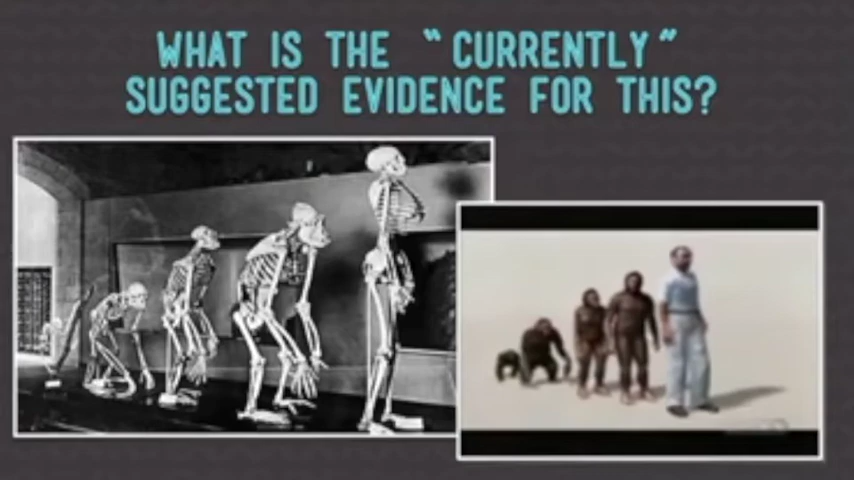 WHAT IS THE "CURRENTLY"
SUGGESTED EVIDENCE FOR THIS?